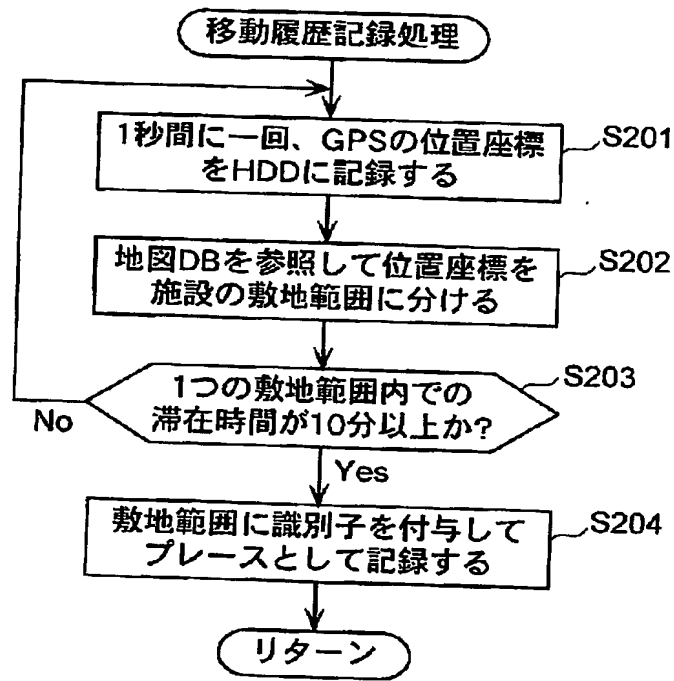 移動履歴記録処理
1秒間に一回、GPSの位置座標
をHDDに記録する
S201
地図DBを参照して位置座標を
施設の敷地範囲に分ける
S202
1つの敷地範囲内での
滞在時間が10分以上か?
S203
No
Yes
敷地範囲に識別子を付与して
プレースとして記録する
S204
リターン